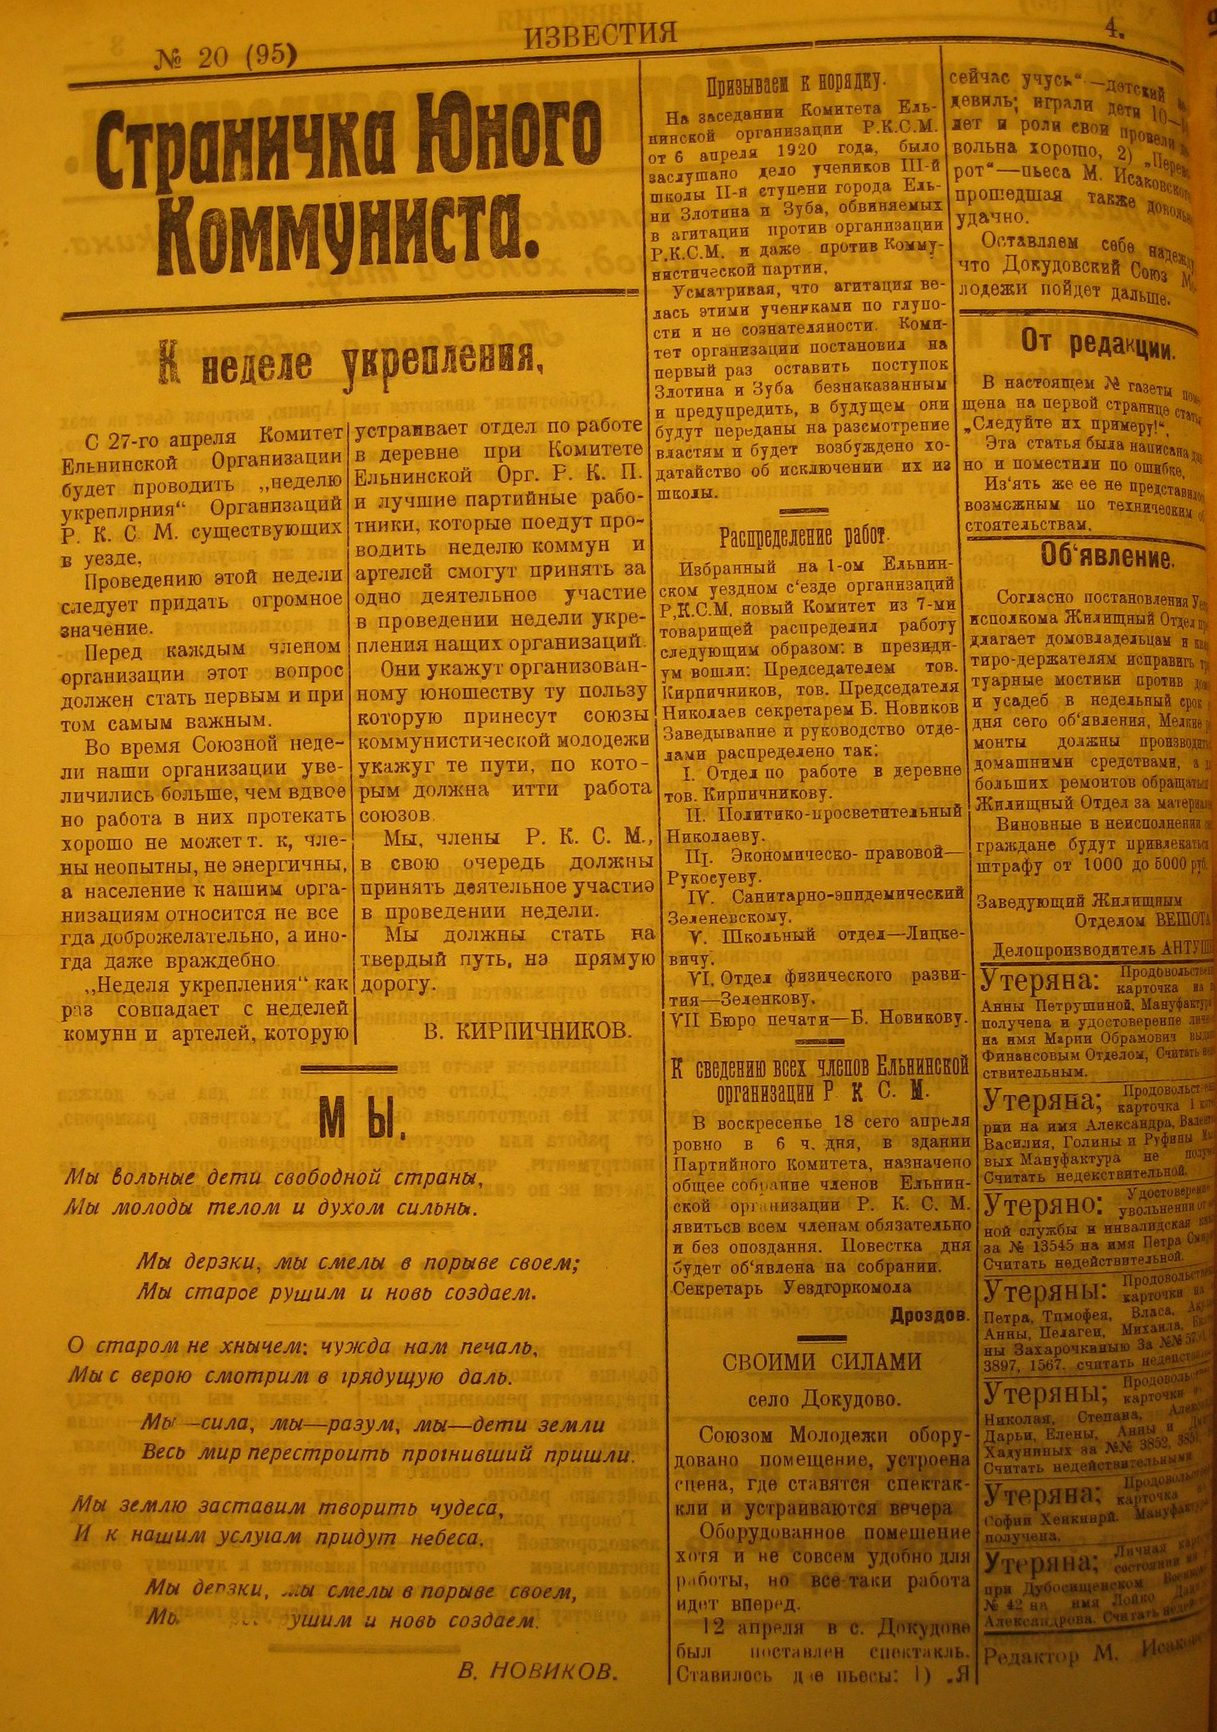 № 20 (95)
ИЗВЕСТИЯ
4.
Страничка Юного
Коммуниста.
К неделе укрепления,
С 27-го апреля Комитет
Ельнинской Организации
будет проводить „неделю
укреплрния“ Организаций
Р. К. С. М. существующих
в уезде,
Проведению этой недели
следует придать огромное
значение.
Перед каждым членом
организации этот вопрос
должен стать первым и при
том самым важным.
Во время Союзной неде-
ли наши организации уве-
личились больше, чем вдвое
но работа в них протекать
хорошо не может т. к, чле-
ны неопытны, не энергичны,
а население к нашим орга-
низациям относится не все
гда доброжелательно, а ино-
гда даже враждебно
„Неделя укрепления“ как
раз совпадает с неделей
комунн и артелей, которую
устраивает отдел по работе
в деревне при Комитете
Ельнинской Орг. Р. К. П.
и лучшие партийные рабо-
тники, которые поедут про-
водить неделю коммун и
артелей смогут принять за
одно деятельное участие
в проведении недели укре-
пления нащих организаций.
Они укажут организован-
ному юношеству ту пользу
которую принесут союзы
коммунистической молодежи
укажуг те пути, по кото-
рым должна итти работа
союзов
Мы, члены Р. К. С. М.,
в свою очередь должны
принять деятельное участие
в проведении недели.
Мы должны стать на
твердый путь, на прямую
дорогу.
В. КИРПИЧНИКОВ.
МЫ.
Мы вольные дети свободной страны,
Мы молоды телом и духом сильны.
Мы дерзки, мы смелы в порыве своем;
Мы старое рушим и новь создаем.
О старом не хнычем: чужда нам печаль,
Мы с верою смотрим в грядущую даль.
Мы—сила, мы—разум, мы—дети земли
Весь мир перестроить прогнивший пришли.
Мы землю заставим творить чудеса,
И к нашим услугам придут небеса.
Мы дерзки, мы смелы в порыве своем,
Мы рушим и новь создаем.
В. НОВИКОВ.
Призываем к порядку.
На заседании Комитета Ель-
нинской организации Р.К.С.М.
от 6 апреля 1920 года, было
заслушано дело учеников III-й
школы II-й ступени города Ель-
ни Злотина и Зуба, обвиняемых
в агитации против организации
Р.К.С.М. и даже против Комму-
нистической партии,
Усматривая, что агитация ве-
лась этими учениками по глупо-
сти и не сознателяности. Коми-
тет организации постановил на
первый раз оставить поступок
Злотина и Зуба безнаказанным
и предупредить, в будущем они
будут переданы на разсмотрение
властям и будет возбуждено хо-
датайство об исключении их из
школы.
Распределение работ.
Избранный на 1-ом Ельнин-
ском уездном с'езде организаций
Р,К.С.М. новый Комитет из 7-ми
товарищей распределил работу
следующим образом: в президи-
ум вошли: Председателем тов.
Кирпичников, тов. Председателя
Николаев секретарем Б. Новиков
Заведывание и руководство отде-
лами распределено так:
I. Отдел по работе в деревне
тов. Кирпичникову.
II. Политико-просветительный
Николаеву.
III. Экономическо-правовой—
Рукосуеву.
IV. Санитарно-эпидемический
Зеленевскому.
V. Школьный отдел—Лицке-
вичу.
VI. Отдел физического разви-
тия—Зеленкову.
VII Бюро печати—Б. Новикову.
К сведению всех членов Ельнинской
организации Р К С. М.
В воскресенье 18 сего апреля
ровно в 6 ч. дня, в здании
Партийного Комитета, назначено
общее собрание членов Ельнин-
ской организации Р. К. С. М.
явитьсв всем членам обязательно
и без опоздания. Повестка дня
будет об'явлена на собрании.
Секретарь Уездгоркомола
Дроздов.
СВОИМИ СИЛАМИ
село Докудово.
Союзом Молодежи обору-
довано помещение, устроена
сцена, где ставятся спектак-
кли и устраиваются вечера
Оборудованное помещение
хотя и не совсем удобно для
работы, но все-таки работа
идет вперед.
12 апреля в с. Докудове
был поставлен спектакль.
Ставилось две пьесы: 1) „Я
сейчас учусь“—детский
девиль; играли дети 10—
лет и роли свои провели
вольна хорошо, 2) „Перево-
рот“—пьеса М. Исаковского
прошедшая также довольно
удачно.
Оставляем себе надежду
что Докудовский Союз Мо-
лодежи пойдет дальше.
От редакции.
В настоящем № газеты поме-
щена на первой странице статья
„Следуйте их примеру!“,
Эта статья была написана
но и поместили по ошибке,
Из'ять же ее не представилось
возможным по техническим об
стоятельствам.
Об'явление.
Согласно постановления
исполкома Жилищный Отдел
длагает домовладельцам и
тиро-держателям исправить
туарные мостики против
и усадеб в недельный срок
дня сего об'явления, Мелкие
монты должны производить
домашними средствами, а
больших ремонтов обращаться
Жилищный Отдел за материал
Виновные в неисполнении
граждане будут привлекаться
штрафу от 1000 до 5000 руб.
Заведующий Жилищным
Отделом ВЕШОТА
Делопроизводитель
Утеряна: Продовольствен
карточка на
Анны Петрушиной, Мануфактура
получена и удостоверение
на имя Марии Обрамович
Финансовым Отделом, Считать
ствительным.
Утеряна; Продовольств
карточка 1
рии на имя Александра,
Василия, Голины и Руфины
вых Мануфактура не
Считать недекствительной.
Утеряно: Удостоверение
увольнении от
ной службы и инвалидская
за № 13545 на имя Петра
Считать недействительной.
Утеряны: Продовольств
карточки на
Петра, Тимофея, Власа,
Анны, Пелагеи, Михаила,
ны Захарочканыю За №№
3897, 1567. считать
Утеряны; Продовольств
карточки
Николая, Степана,
Дарьи, Елены, Анны и
за №№ 3852,
Считать недействительными
Утеряна; Продовольств
карточка
Софии Мануфактура
получена.
Утеряна; Личная
состоянии
при Дубосищенском
№ 42 на имя Лойко
Александрова. Считать
Редактор М. Исаковс